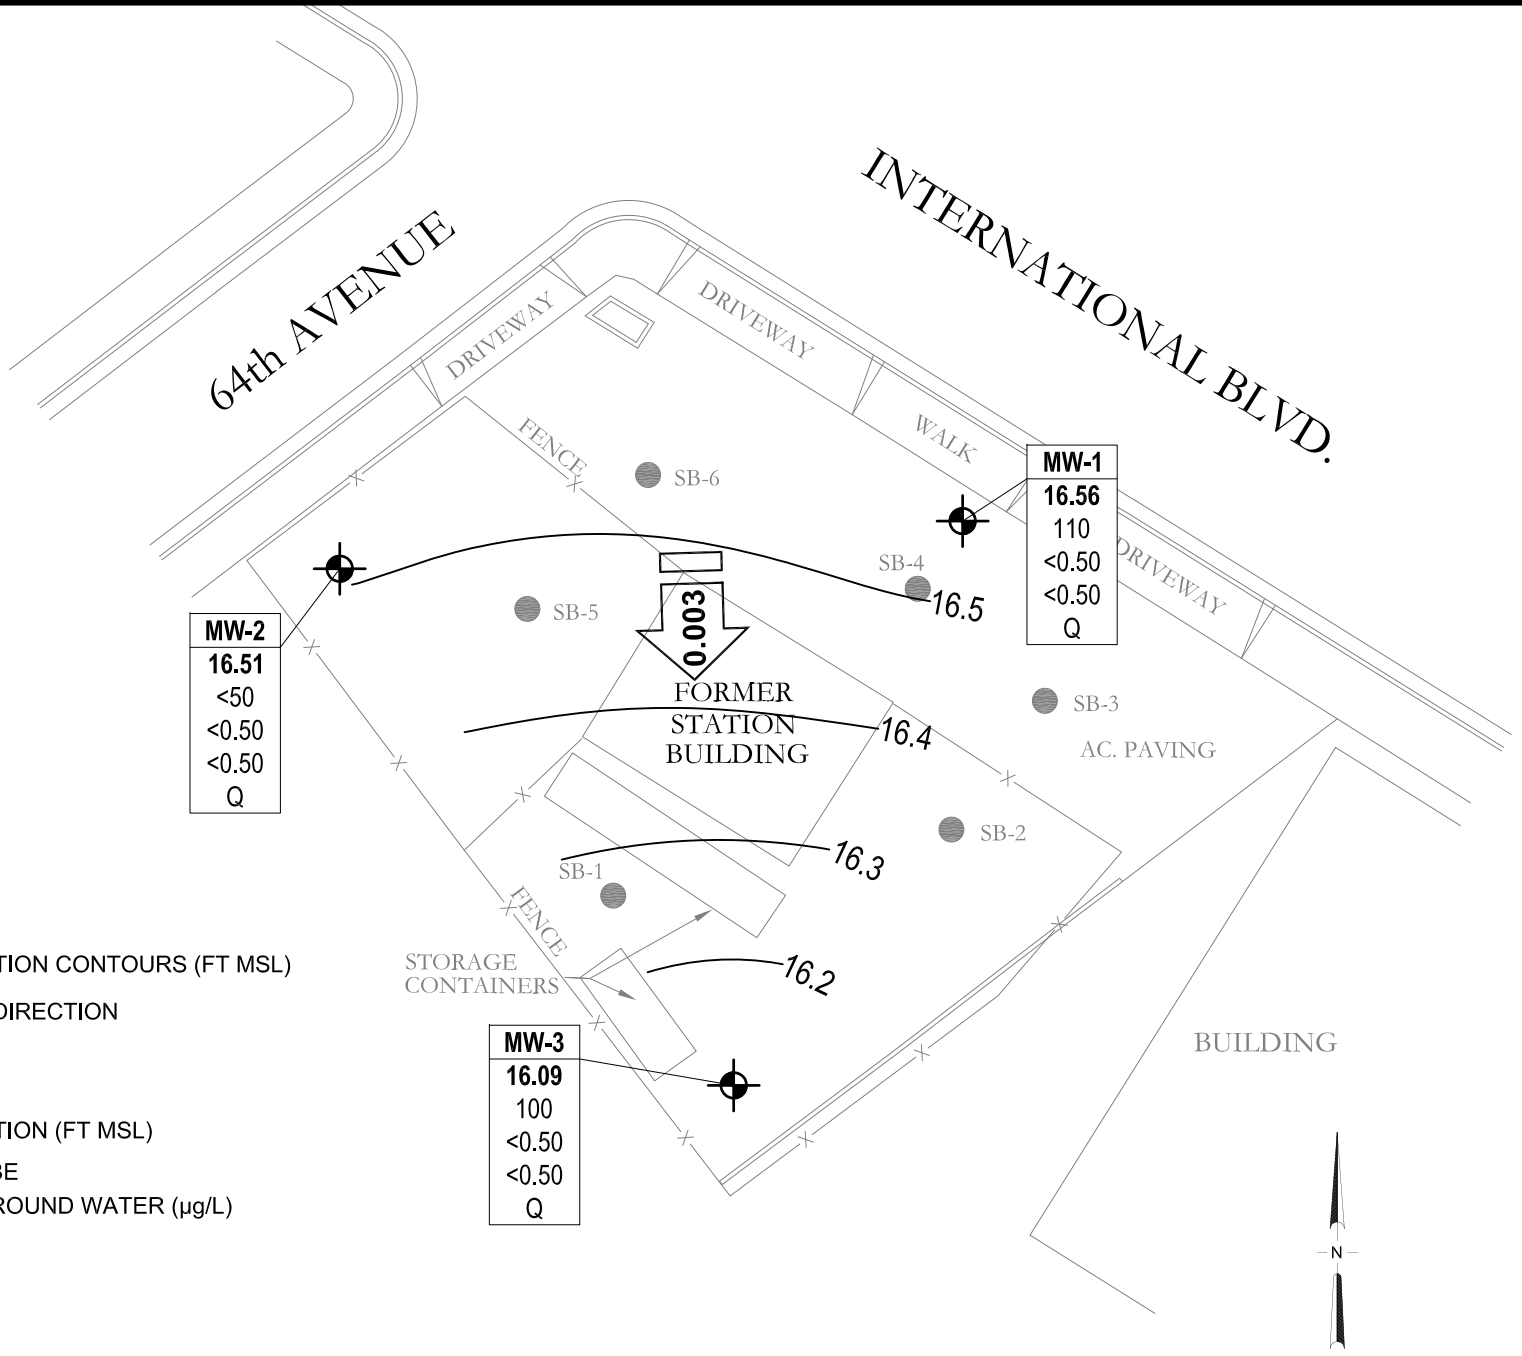 INTERNATIONAL BLVD.
64th AVENUE
DRIVEWAY
DRIVEWAY
WALK
DRIVEWAY
FENCE
SB-6
MW-1
16.56
110
<0.50
<0.50
Q
SB-4
16.5
SB-5
0.003
MW-2
16.51
<50
<0.50
<0.50
Q
FORMER
STATION
BUILDING
16.4
SB-3
AC. PAVING
SB-2
16.3
SB-1
FENCE
STORAGE
CONTAINERS
16.2
TION CONTOURS (FT MSL)
DIRECTION
MW-3
16.09
100
<0.50
<0.50
Q
BUILDING
TION (FT MSL)
BE
ROUND WATER (µg/L)
N